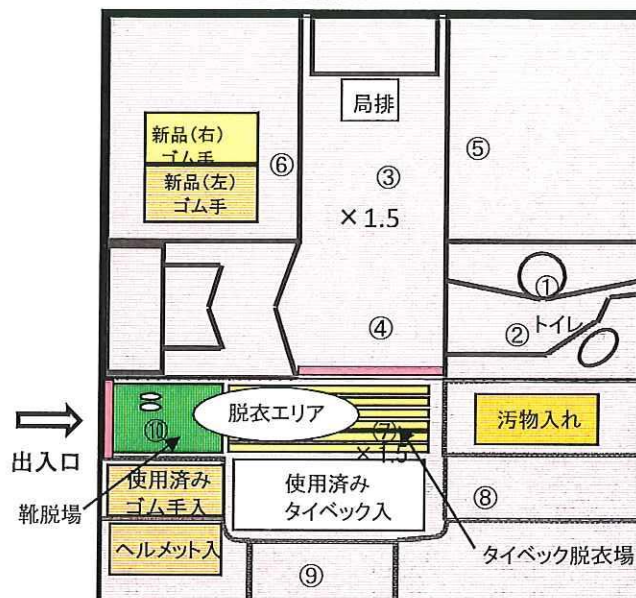 局排
新品(右)
ゴム手
新品(左)
ゴム手
⑥
③
⑤
×1.5
①
④
②
トイレ
脱衣エリア
⑩
⑦
×1.5
汚物入れ
出入口
靴脱場
使用済み
ゴム手入
使用済み
タイベック入
⑧
ヘルメット入
⑨
タイベック脱衣場